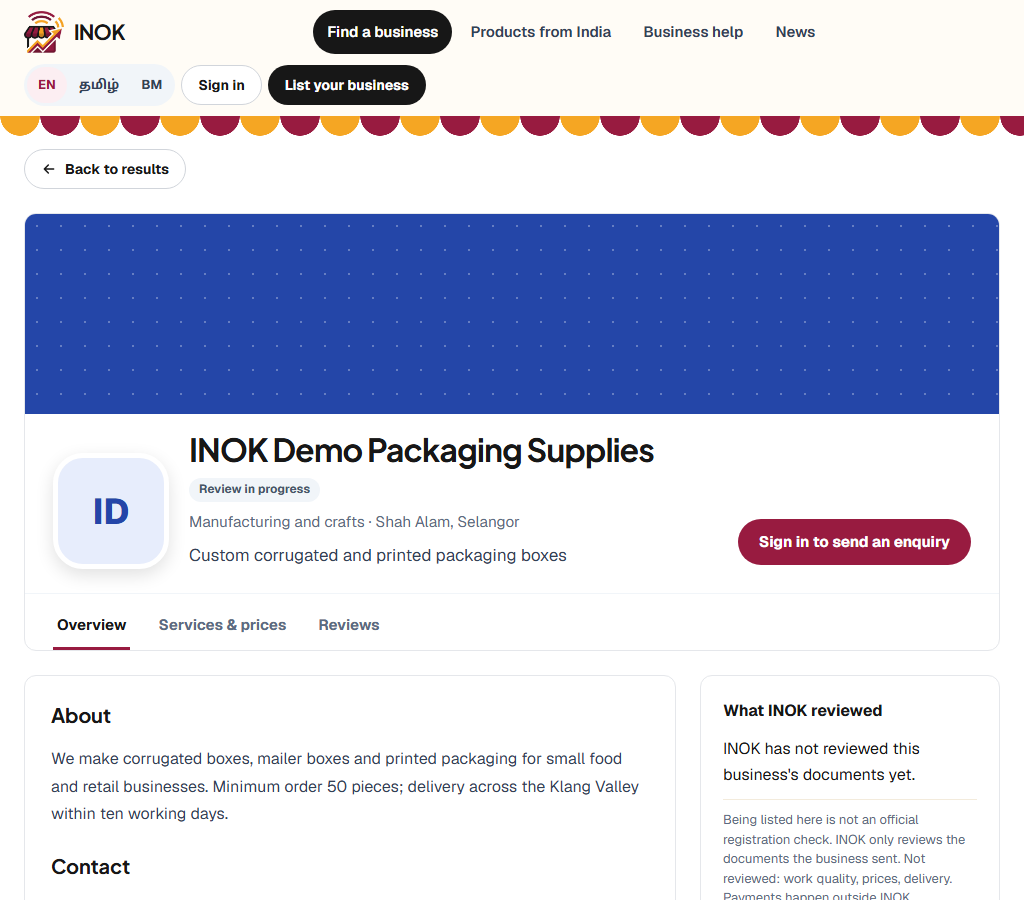 INOK
Find a business
Products from India
Business help
News
EN
தமிழ்
BM
Sign in
List your business
← Back to results
INOK Demo Packaging Supplies
Review in progress
ID
Manufacturing and crafts · Shah Alam, Selangor
Custom corrugated and printed packaging boxes
Sign in to send an enquiry
Overview
Services & prices
Reviews
About
We make corrugated boxes, mailer boxes and printed packaging for small food
and retail businesses. Minimum order 50 pieces; delivery across the Klang Valley
within ten working days.
Contact
What INOK reviewed
INOK has not reviewed this
business's documents yet.
Being listed here is not an official
registration check. INOK only reviews the
documents the business sent. Not
reviewed: work quality, prices, delivery.
Payments happen outside INOK.